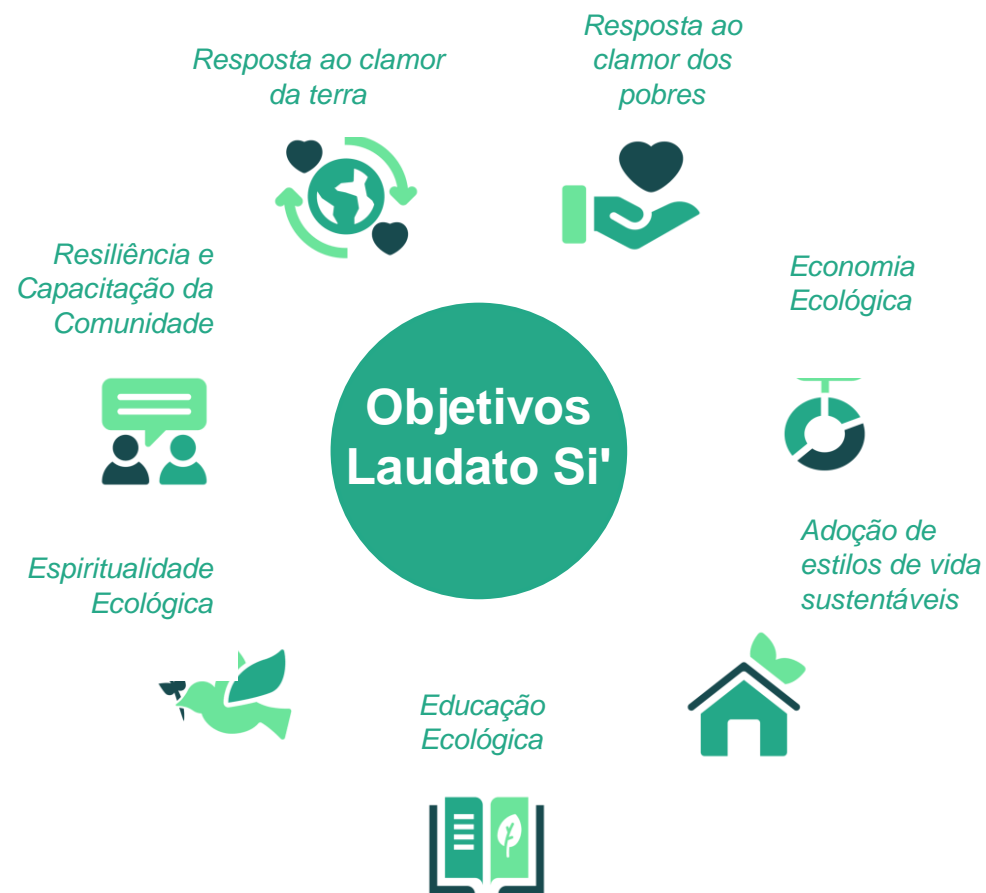 Resposta ao clamor
da terra
Resposta ao
clamor dos
pobres
Resiliência e
Capacitação da
Comunidade
Economia
Ecológica
Objetivos
Laudato Si'
Espiritualidade
Ecológica
Adoção de
estilos de vida
sustentáveis
Educação
Ecológica